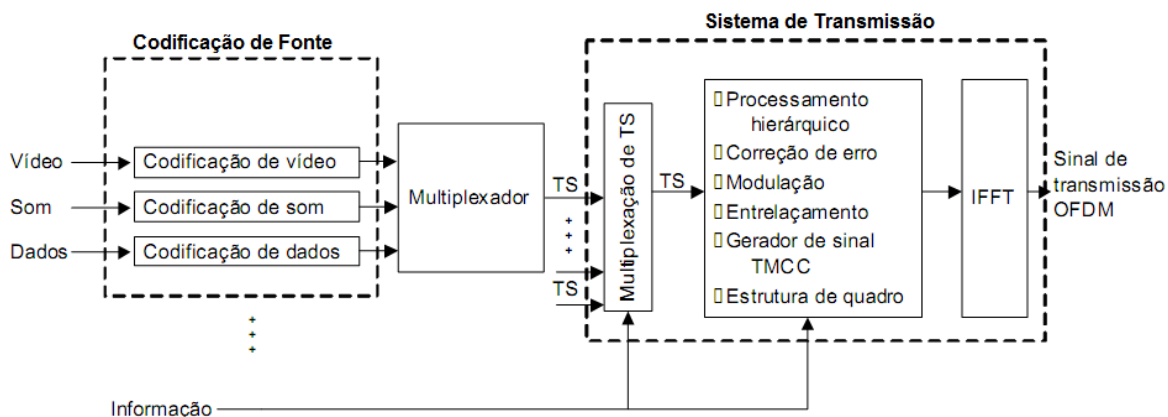 Sistema de Transmissão
Codificação de Fonte
Vídeo
Codificação de vídeo
Som
Codificação de som
Dados
Codificação de dados
Multiplexador
TS
TS
Multiplexação de TS
TS
Processamento
hierárquico
Correção de erro
Modulação
Entrelaçamento
Gerador de sinal
TMCC
Estrutura de quadro
IFFT
Sinal de
transmissão
OFDM
Informação